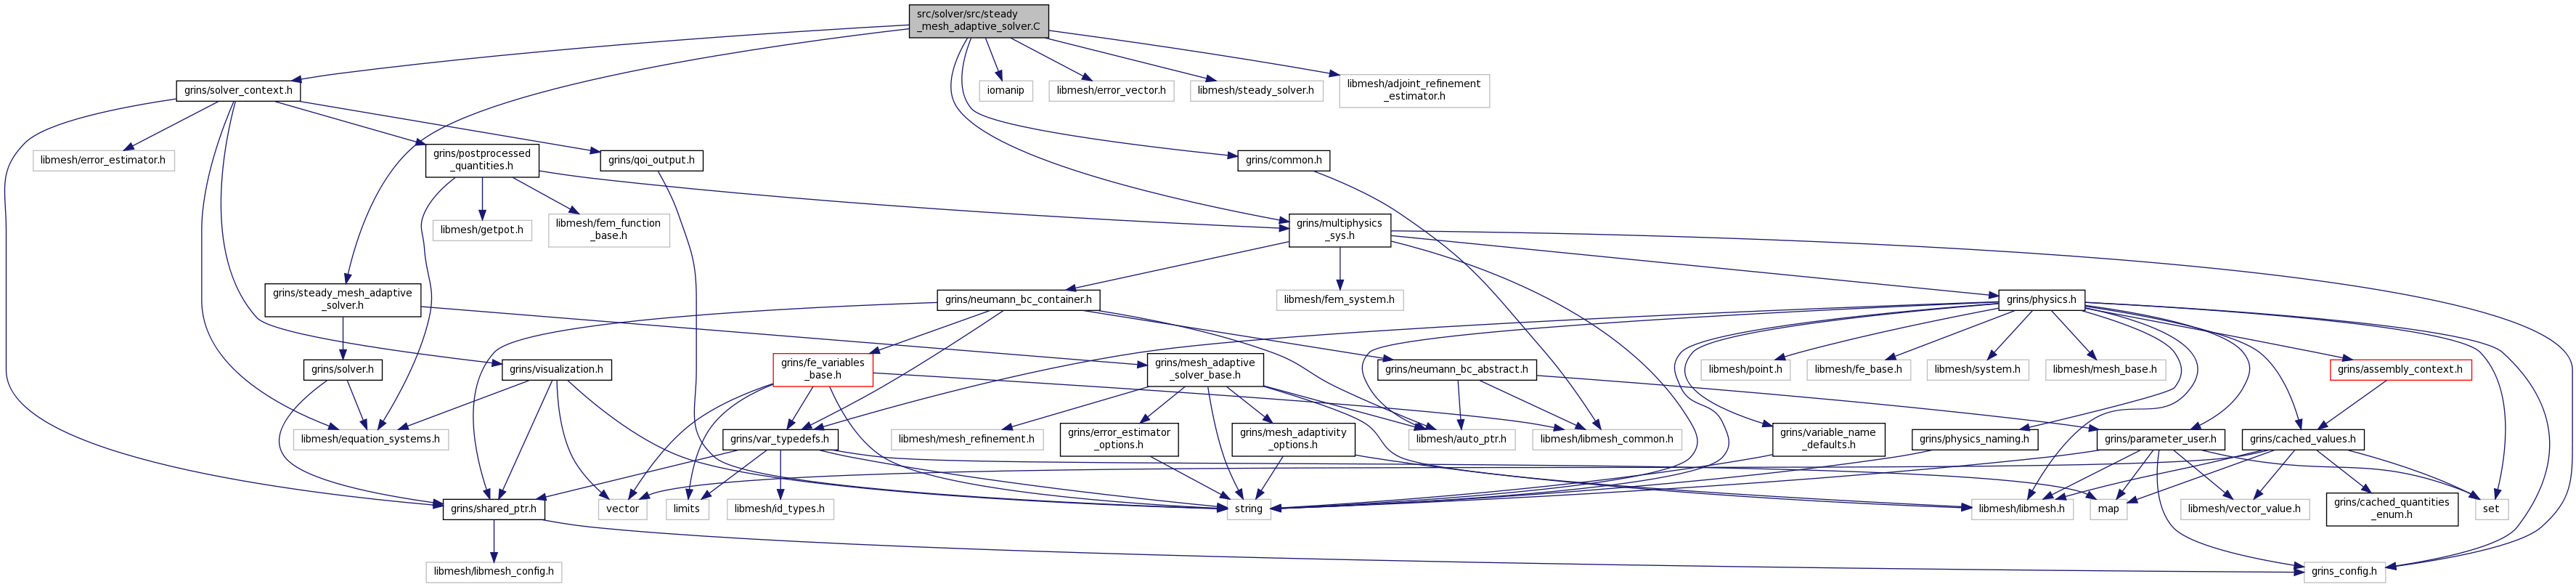 src/solver/src/steady
_mesh_adaptive_solver.C
grins/solver_context.h
iomanip
libmesh/error_vector.h
libmesh/steady_solver.h
libmesh/adjoint_refinement
_estimator.h
libmesh/error_estimator.h
grins/postprocessed
_quantities.h
grins/qoi_output.h
grins/common.h
libmesh/getpot.h
libmesh/fem_function
_base.h
grins/multiphysics
_sys.h
grins/steady_mesh_adaptive
_solver.h
grins/neumann_bc_container.h
libmesh/fem_system.h
grins/physics.h
grins/solver.h
grins/visualization.h
grins/fe_variables
_base.h
grins/mesh_adaptive
_solver_base.h
grins/neumann_bc_abstract.h
libmesh/point.h
libmesh/fe_base.h
libmesh/system.h
libmesh/mesh_base.h
grins/assembly_context.h
libmesh/equation_systems.h
grins/var_typedefs.h
libmesh/mesh_refinement.h
grins/error_estimator
_options.h
grins/mesh_adaptivity
_options.h
libmesh/auto_ptr.h
libmesh/libmesh_common.h
grins/variable_name
_defaults.h
grins/physics_naming.h
grins/parameter_user.h
grins/cached_values.h
grins/shared_ptr.h
vector
limits
libmesh/id_types.h
string
libmesh/libmesh.h
map
libmesh/vector_value.h
grins/cached_quantities
_enum.h
set
libmesh/libmesh_config.h
grins_config.h